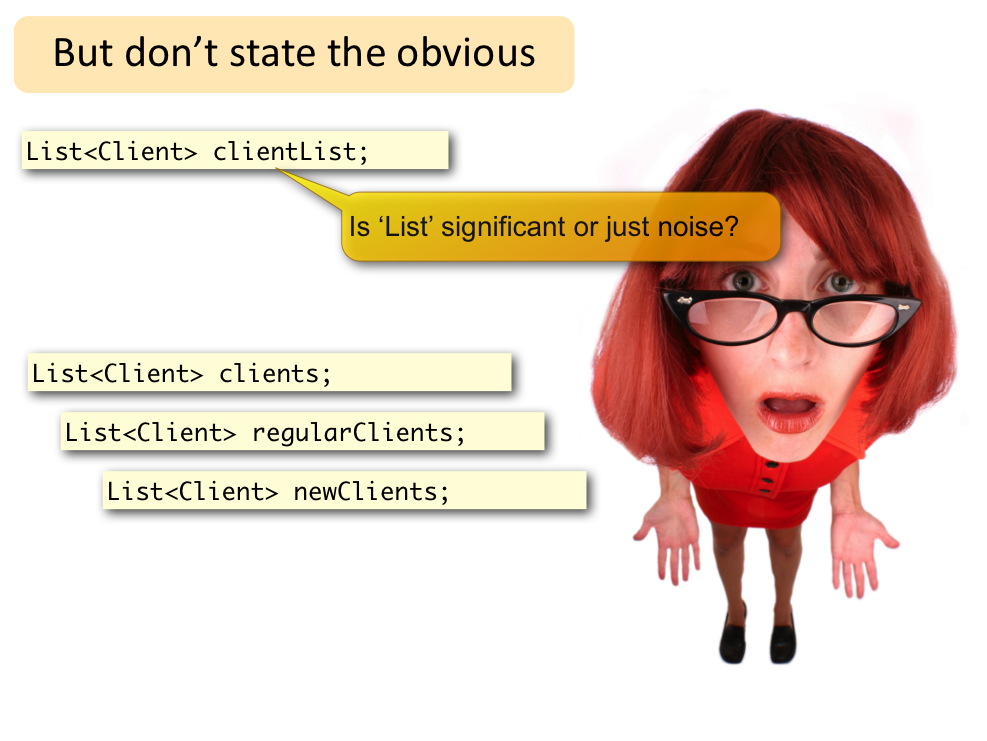 But don’t state the obvious
List<Client> clientList;
Is ‘List’ significant or just noise?
List<Client> clients;
List<Client> regularClients;
List<Client> newClients;